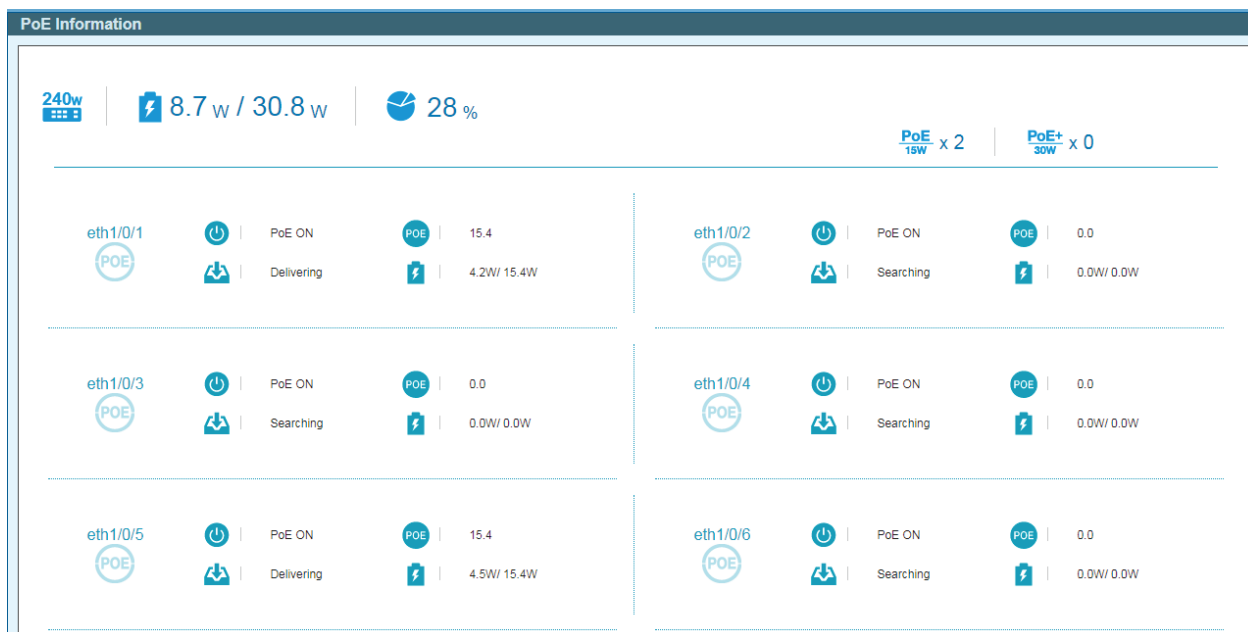 PoE Information
240w
8.7 W / 30.8 W
28 %
PoE 15W x 2
PoE+ 30W x 0
eth1/0/1
POE
PoE ON
POE
15.4
Delivering
4.2W/ 15.4W
eth1/0/2
POE
PoE ON
POE
0.0
Searching
0.0W/ 0.0W
eth1/0/3
POE
PoE ON
POE
0.0
Searching
0.0W/ 0.0W
eth1/0/4
POE
PoE ON
POE
0.0
Searching
0.0W/ 0.0W
eth1/0/5
POE
PoE ON
POE
15.4
Delivering
4.5W/ 15.4W
eth1/0/6
POE
PoE ON
POE
0.0
Searching
0.0W/ 0.0W